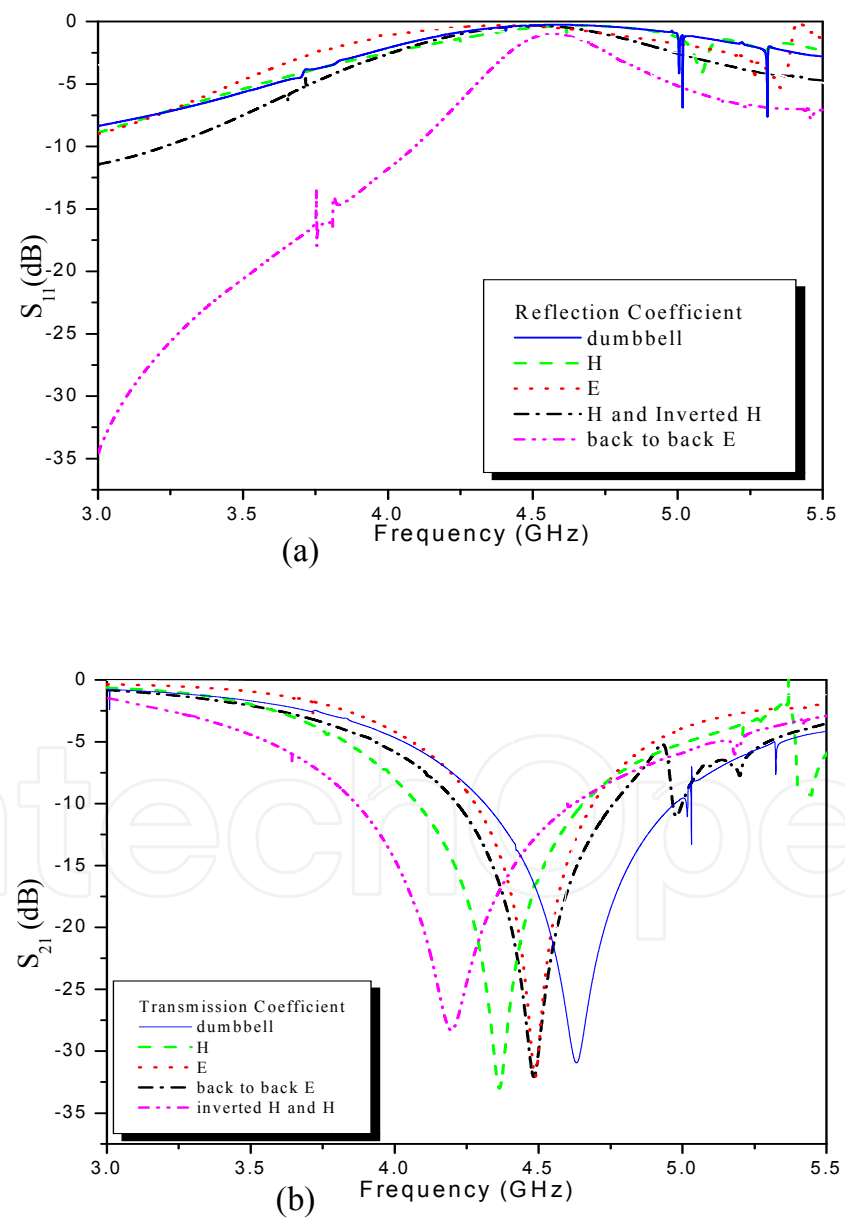 0
-5
-10
-15
-20
-25
-30
-35
S11(dB)
Reflection Coefficient
dumbbell
H
E
H and Inverted H
back to back E
3.0 3.5 4.0 4.5 5.0 5.5
Frequency (GHz)
(a)
0
-5
-10
-15
-20
-25
-30
-35
S21 (dB)
Transmission Coefficient
dumbbell
H
E
back to back E
inverted H and H
3.0 3.5 4.0 4.5 5.0 5.5
Frequency (GHz)
(b)
ntechOpe